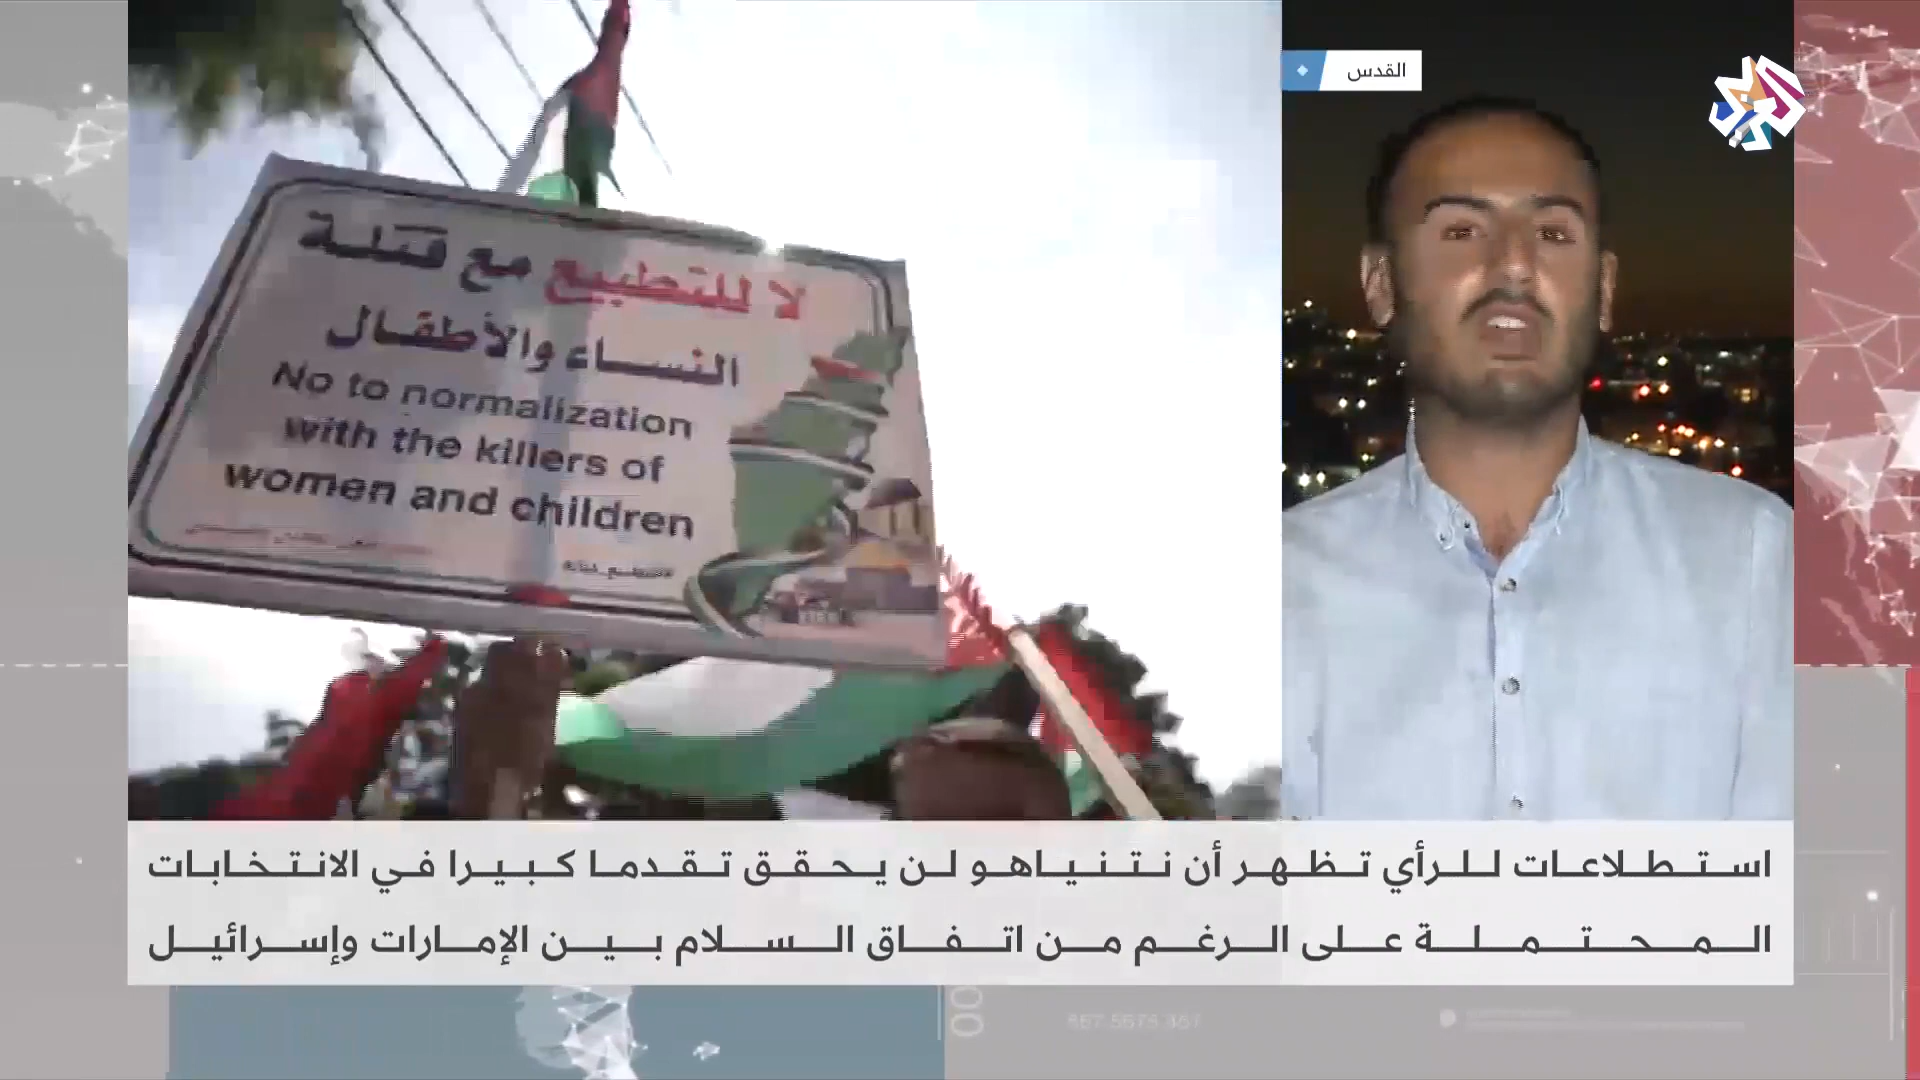 القدس
لا للتطبيع مع قتلة
النساء والأطفال
No to normalization
with the killers of
women and children
استطلاعات للرأي تظهر أن نتنياهو لن يحقق تقدما كبيرا في الانتخابات
المحتملة على الرغم من اتفاق السلام بين الإمارات وإسرائيل